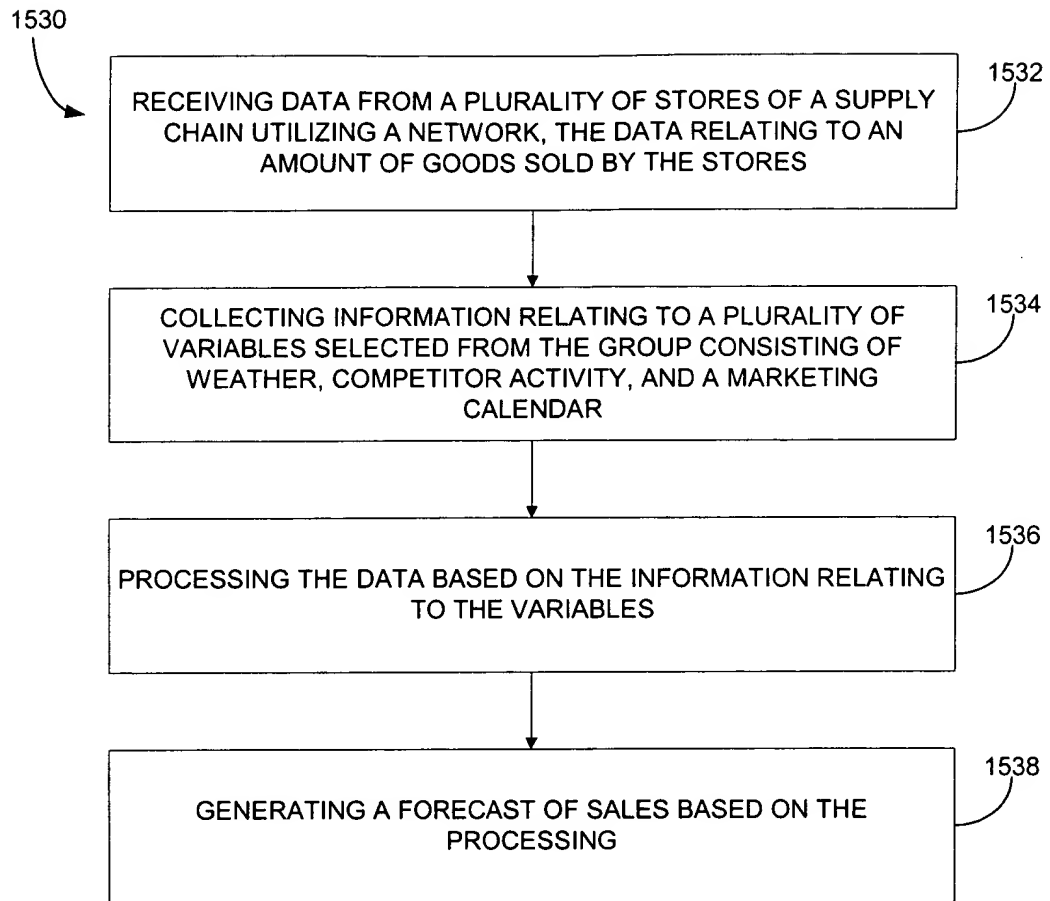 1530
1532
RECEIVING DATA FROM A PLURALITY OF STORES OF A SUPPLY
CHAIN UTILIZING A NETWORK, THE DATA RELATING TO AN
AMOUNT OF GOODS SOLD BY THE STORES
1534
COLLECTING INFORMATION RELATING TO A PLURALITY OF
VARIABLES SELECTED FROM THE GROUP CONSISTING OF
WEATHER, COMPETITOR ACTIVITY, AND A MARKETING
CALENDAR
1536
PROCESSING THE DATA BASED ON THE INFORMATION RELATING
TO THE VARIABLES
1538
GENERATING A FORECAST OF SALES BASED ON THE
PROCESSING